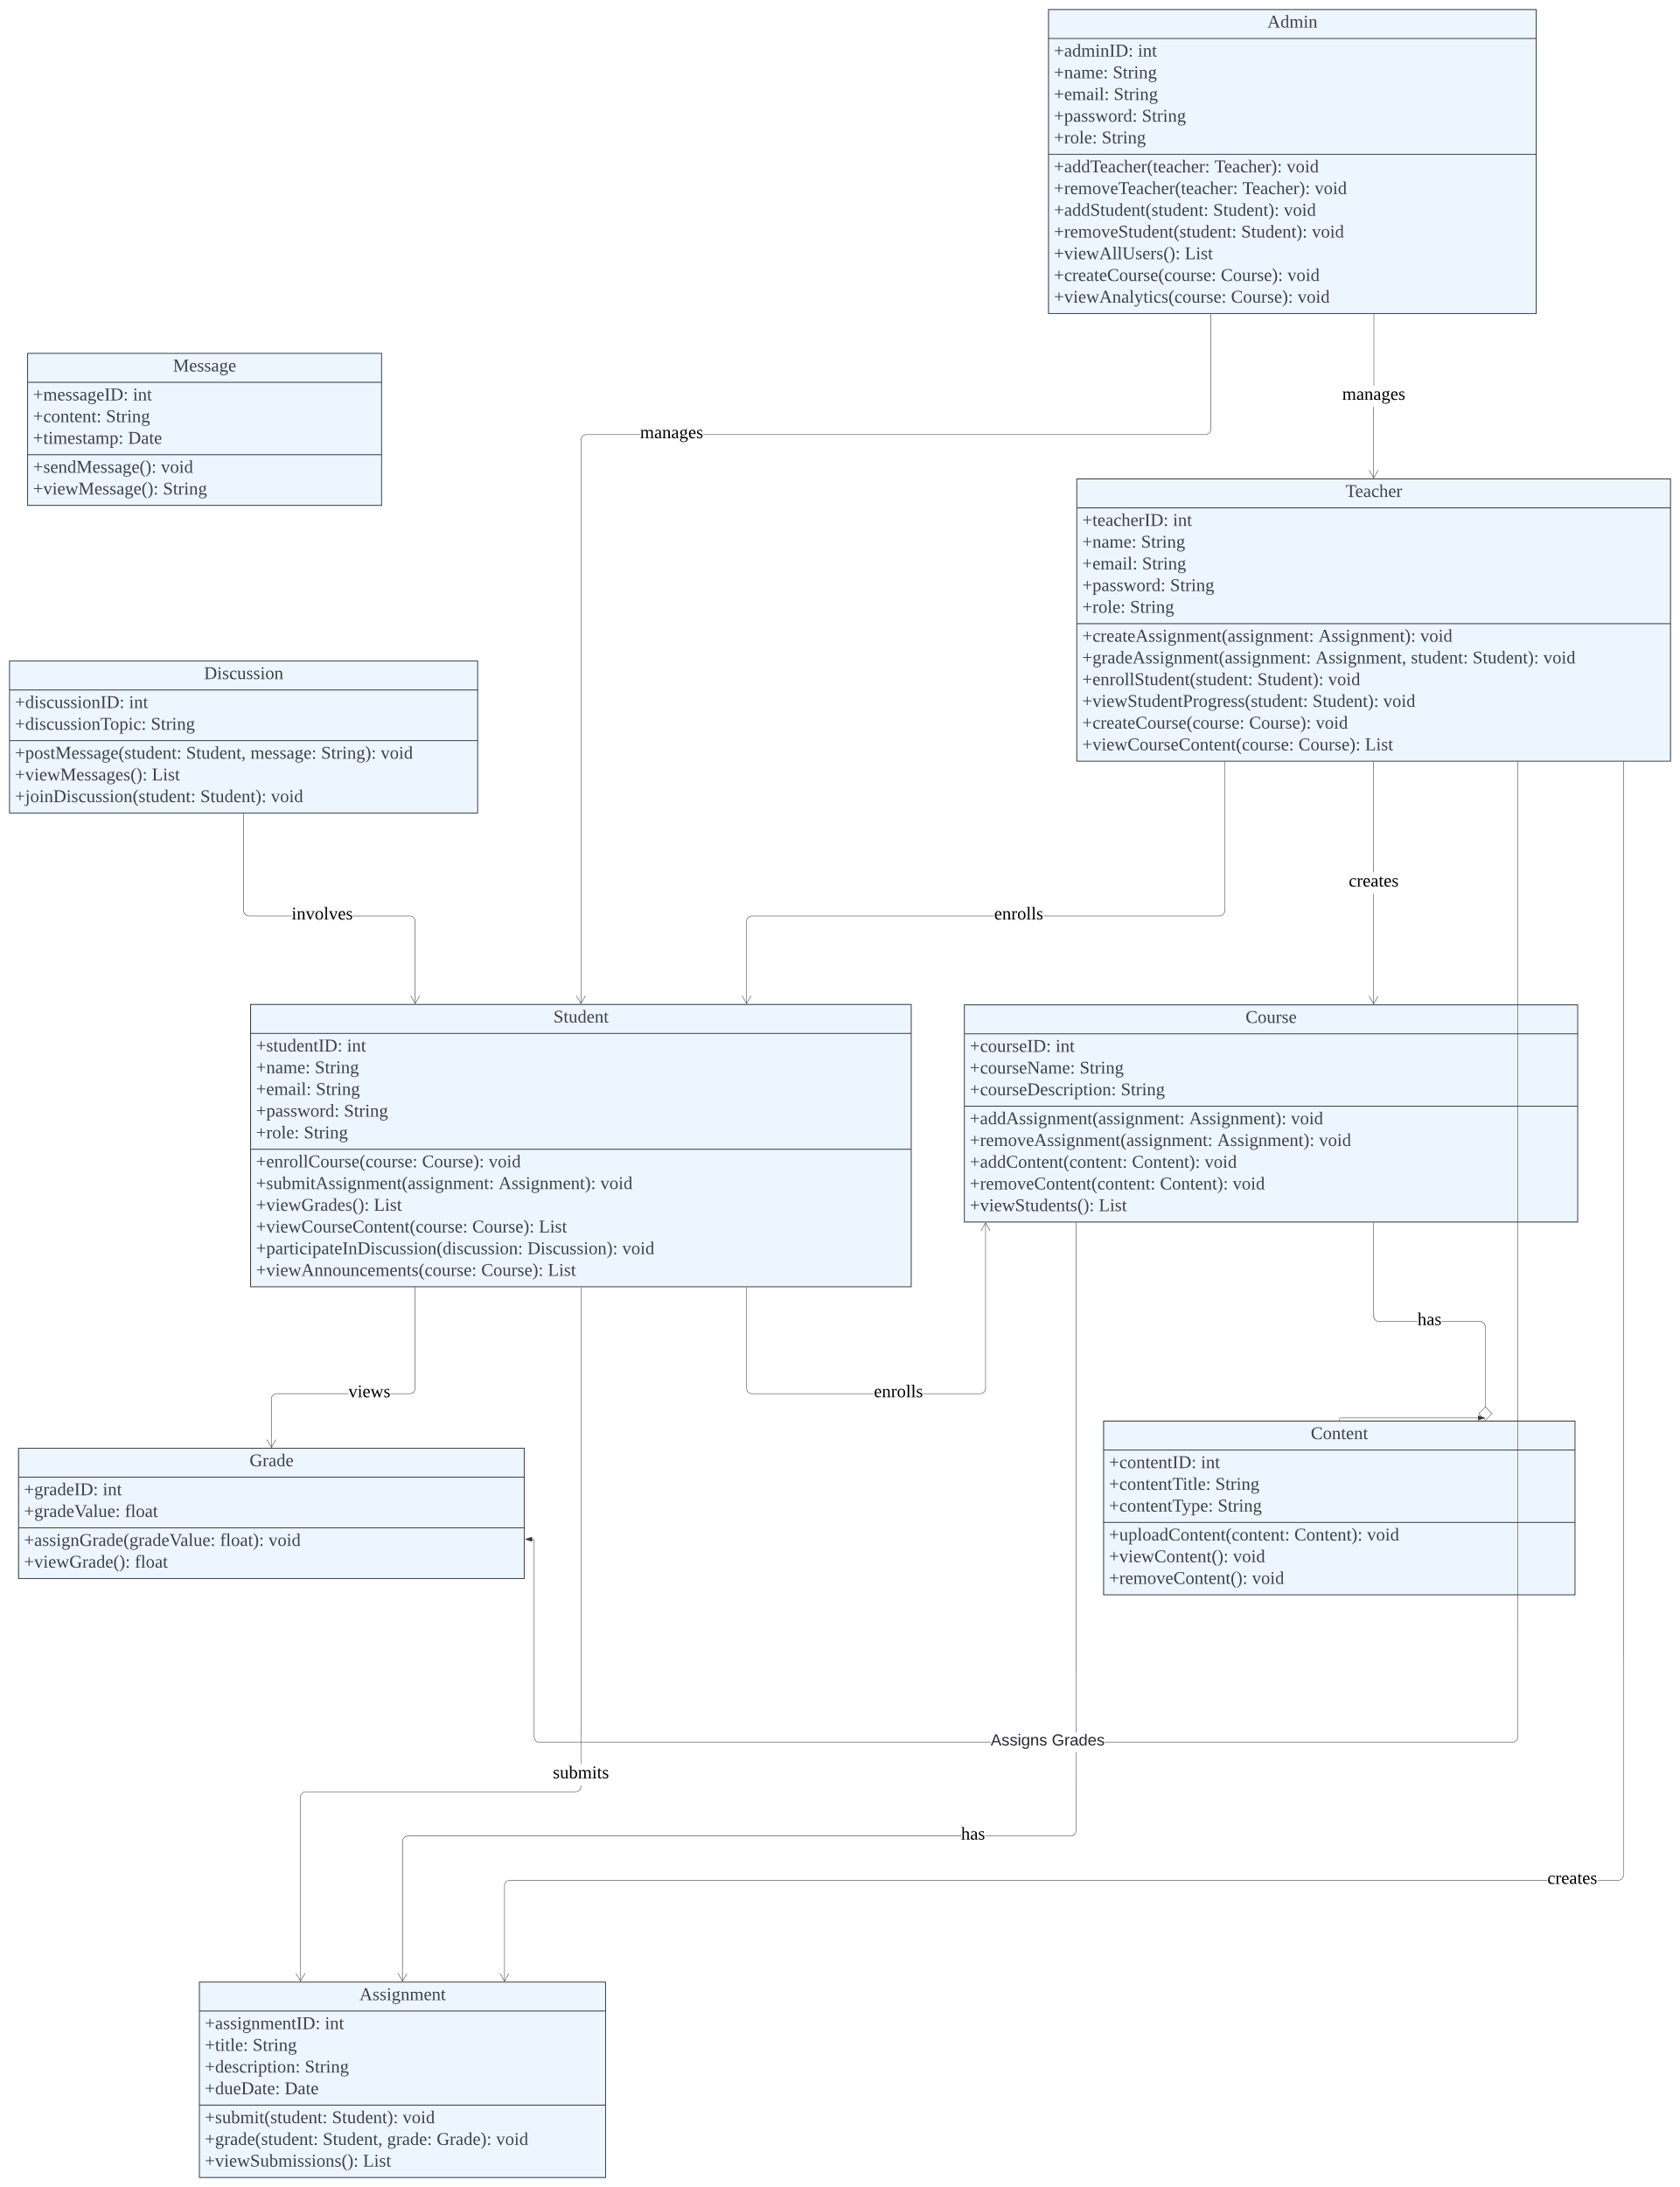 Admin
+adminID: int
+name: String
+email: String
+password: String
+role: String
+addTeacher(teacher: Teacher): void
+removeTeacher(teacher: Teacher): void
+addStudent(student: Student): void
+removeStudent(student: Student): void
+viewAllUsers(): List
+createCourse(course: Course): void
+viewAnalytics(course: Course): void
Message
+messageID: int
+content: String
+timestamp: Date
+sendMessage(): void
+viewMessage(): String
manages
manages
Teacher
+teacherID: int
+name: String
+email: String
+password: String
+role: String
+createAssignment(assignment: Assignment): void
+gradeAssignment(assignment: Assignment, student: Student): void
+enrollStudent(student: Student): void
+viewStudentProgress(student: Student): void
+createCourse(course: Course): void
+viewCourseContent(course: Course): List
Discussion
+discussionID: int
+discussionTopic: String
+postMessage(student: Student, message: String): void
+viewMessages(): List
+joinDiscussion(student: Student): void
creates
involves
enrolls
Student
+studentID: int
+name: String
+email: String
+password: String
+role: String
+enrollCourse(course: Course): void
+submitAssignment(assignment: Assignment): void
+viewGrades(): List
+viewCourseContent(course: Course): List
+participateInDiscussion(discussion: Discussion): void
+viewAnnouncements(course: Course): List
Course
+courseID: int
+courseName: String
+courseDescription: String
+addAssignment(assignment: Assignment): void
+removeAssignment(assignment: Assignment): void
+addContent(content: Content): void
+removeContent(content: Content): void
+viewStudents(): List
has
views
enrolls
Grade
+gradeID: int
+gradeValue: float
+assignGrade(gradeValue: float): void
+viewGrade(): float
Content
+contentID: int
+contentTitle: String
+contentType: String
+uploadContent(content: Content): void
+viewContent(): void
+removeContent(): void
Assigns Grades
submits
has
creates
Assignment
+assignmentID: int
+title: String
+description: String
+dueDate: Date
+submit(student: Student): void
+grade(student: Student, grade: Grade): void
+viewSubmissions(): List